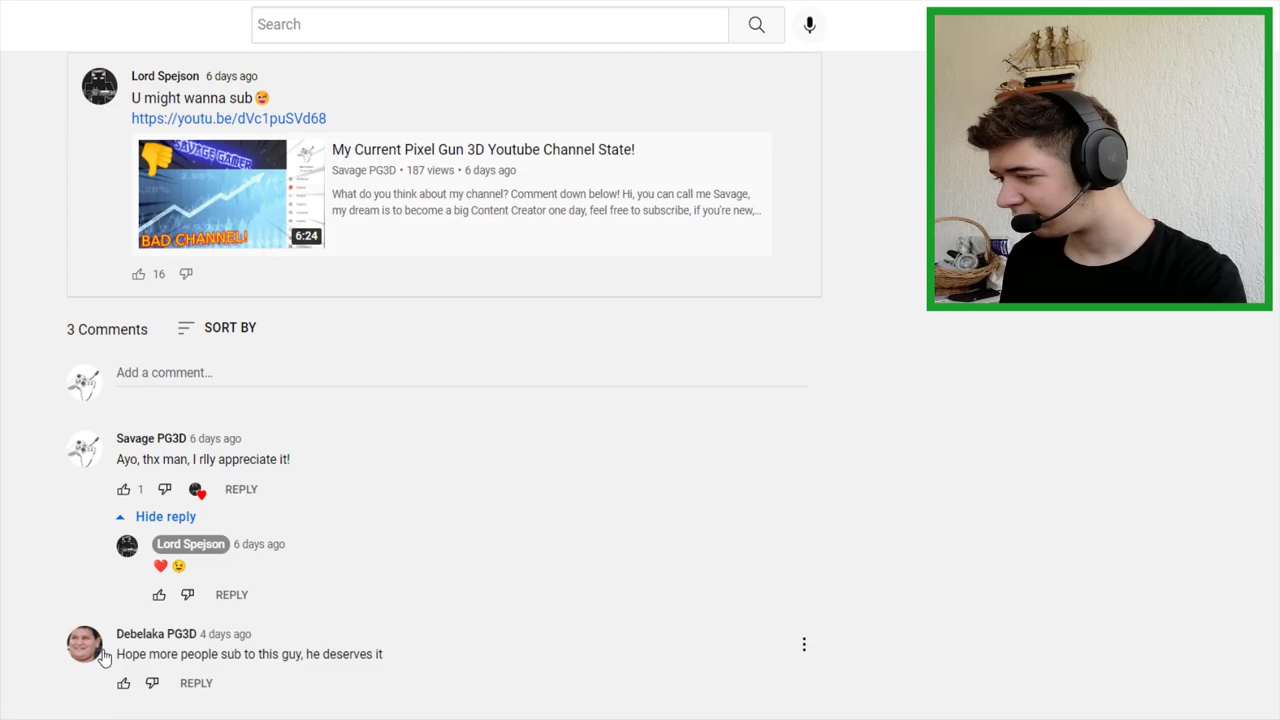 Search
Lord Spejson 6 days ago
U might wanna sub😜
https://youtu.be/dVc1puSVd68
SAVAGE GAMER
BAD CHANNEL!
6:24
My Current Pixel Gun 3D Youtube Channel State!
Savage PG3D • 187 views • 6 days ago
What do you think about my channel? Comment down below! Hi, you can call me Savage,
my dream is to become a big Content Creator one day, feel free to subscribe, if you're new,...
16
3 Comments SORT BY
Add a comment...
Savage PG3D 6 days ago
Ayo, thx man, I rlly appreciate it!
1 REPLY
Hide reply
Lord Spejson 6 days ago
❤️ 😉
REPLY
Debelaka PG3D 4 days ago
Hope more people sub to this guy, he deserves it
REPLY